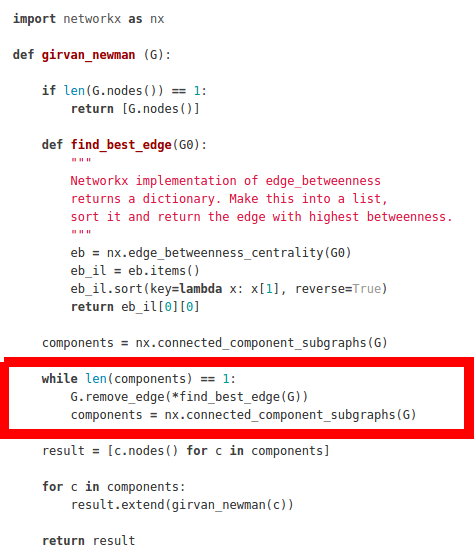 import networkx as nx
def girvan_newman (G):
if len(G.nodes()) == 1:
return [G.nodes()]
def find_best_edge(G0):
"""
Networkx implementation of edge_betweenness
returns a dictionary. Make this into a list,
sort it and return the edge with highest betweenness.
"""
eb = nx.edge_betweenness_centrality(G0)
eb_il = eb.items()
eb_il.sort(key=lambda x: x[1], reverse=True)
return eb_il[0][0]
components = nx.connected_component_subgraphs(G)
while len(components) == 1:
G.remove_edge(*find_best_edge(G))
components = nx.connected_component_subgraphs(G)
result = [c.nodes() for c in components]
for c in components:
result.extend(girvan_newman(c))
return result